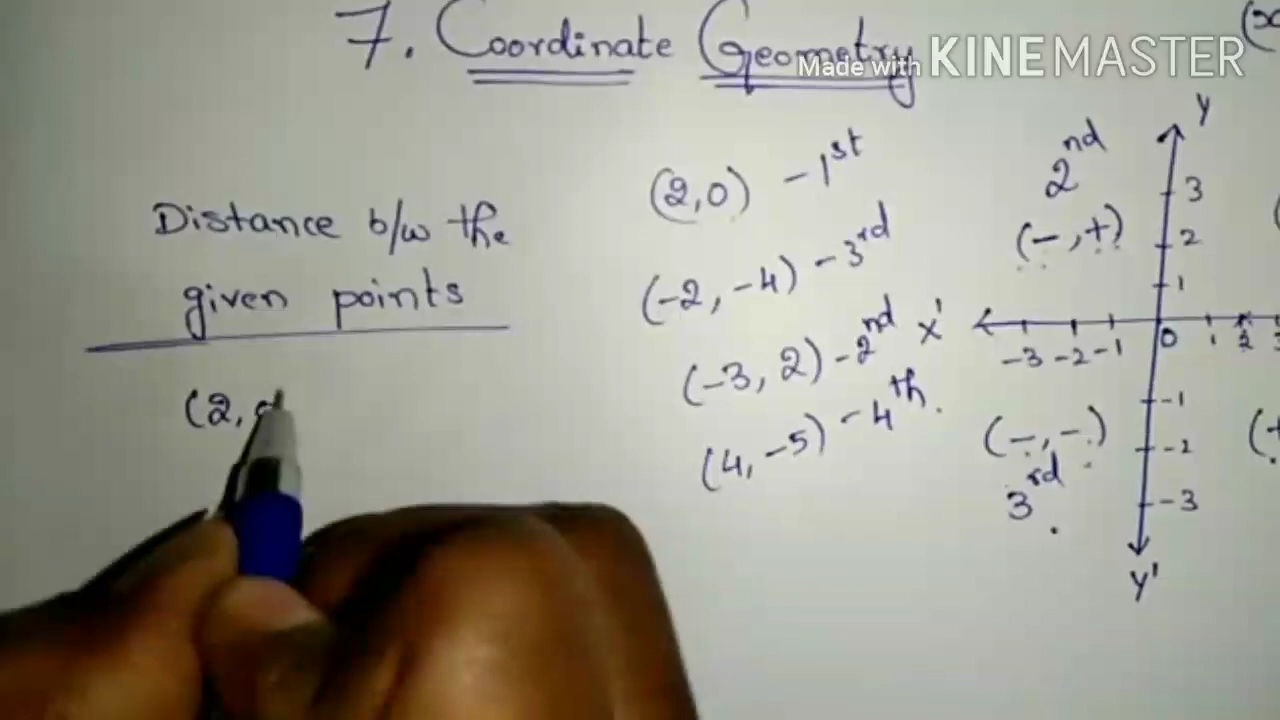 7. Coordinate Geometry
Made with KINEMASTER
Distance b/w the
given points
(2,
(2,0) - 1st
(-2, -4) - 3rd
(-3, 2) - 2nd
(4, -5) - 4th.
Y
2nd
(-,+)
3
2
1
X'
-3 -2 -1 0 1 2 3
-1
-2
-3
(-,-)
3rd
Y'